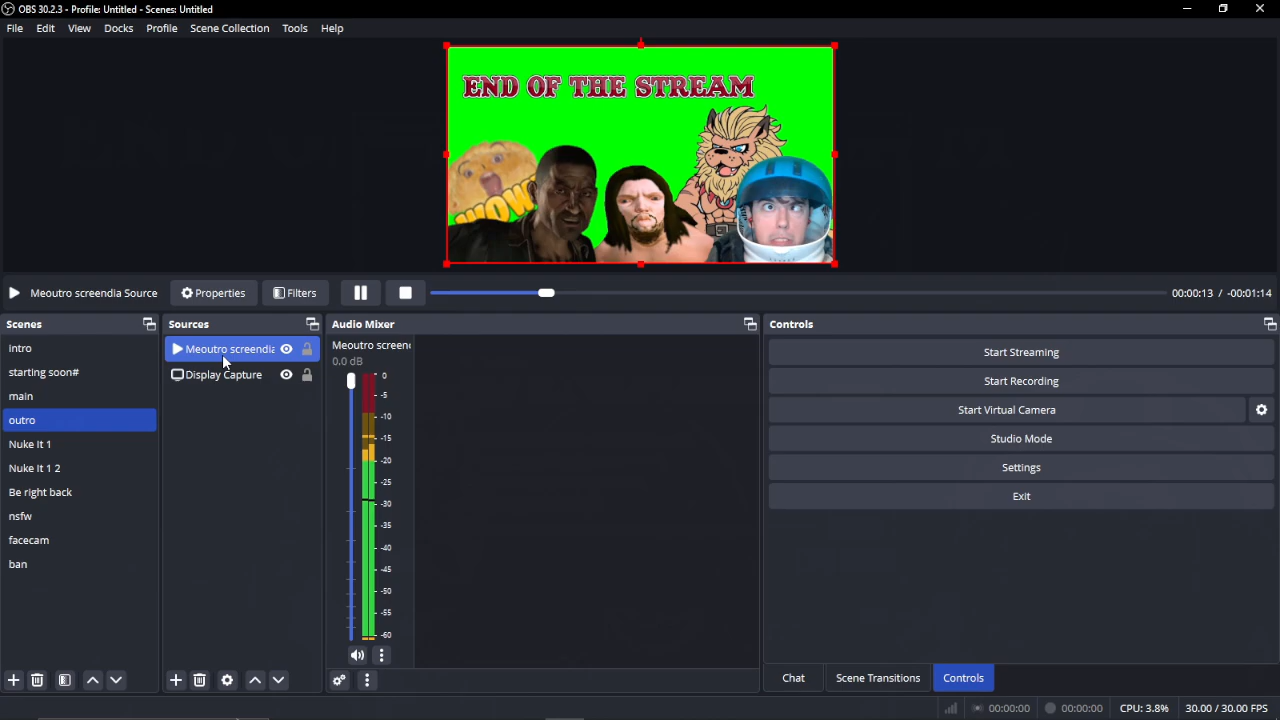 OBS 30.2.3 - Profile: Untitled - Scenes: Untitled
File Edit View Docks Profile Scene Collection Tools Help
END OF THE STREAM
WOW!
Meoutro screendia Source Properties Filters 00:00:13 / -00:01:14
Scenes
intro
starting soon#
main
outro
Nuke It 1
Nuke It 1 2
Be right back
nsfw
facecam
ban
Sources
Meoutro screendia
Display Capture
Audio Mixer
Meoutro screen
0.0 dB
0
-5
-10
-15
-20
-25
-30
-35
-40
-45
-50
-55
-60
Controls
Start Streaming
Start Recording
Start Virtual Camera
Studio Mode
Settings
Exit
Chat Scene Transitions Controls
00:00:00 00:00:00 CPU: 3.8% 30.00 / 30.00 FPS